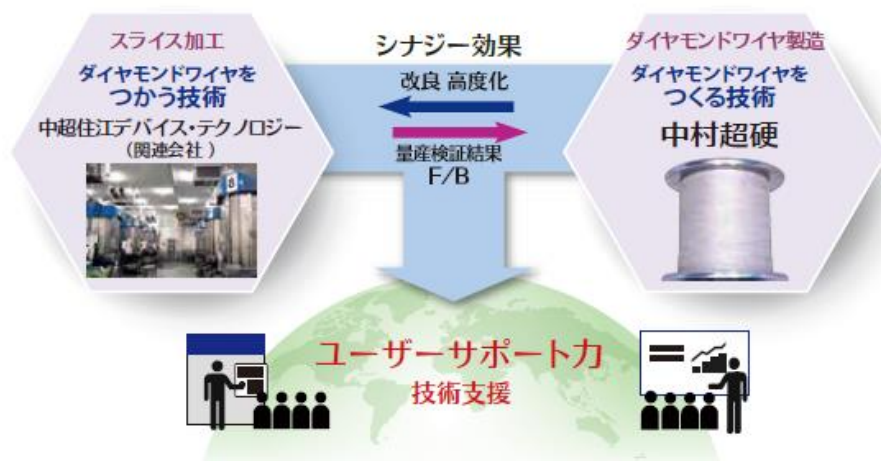 スライス加工
ダイヤモンドワイヤを
つかう技術
中超住江デバイス・テクノロジー
(関連会社)
8
シナジー効果
改良 高度化
量産検証結果
F/B
ダイヤモンドワイヤ製造
ダイヤモンドワイヤを
つくる技術
中村超硬
ユーザーサポート力
技術支援